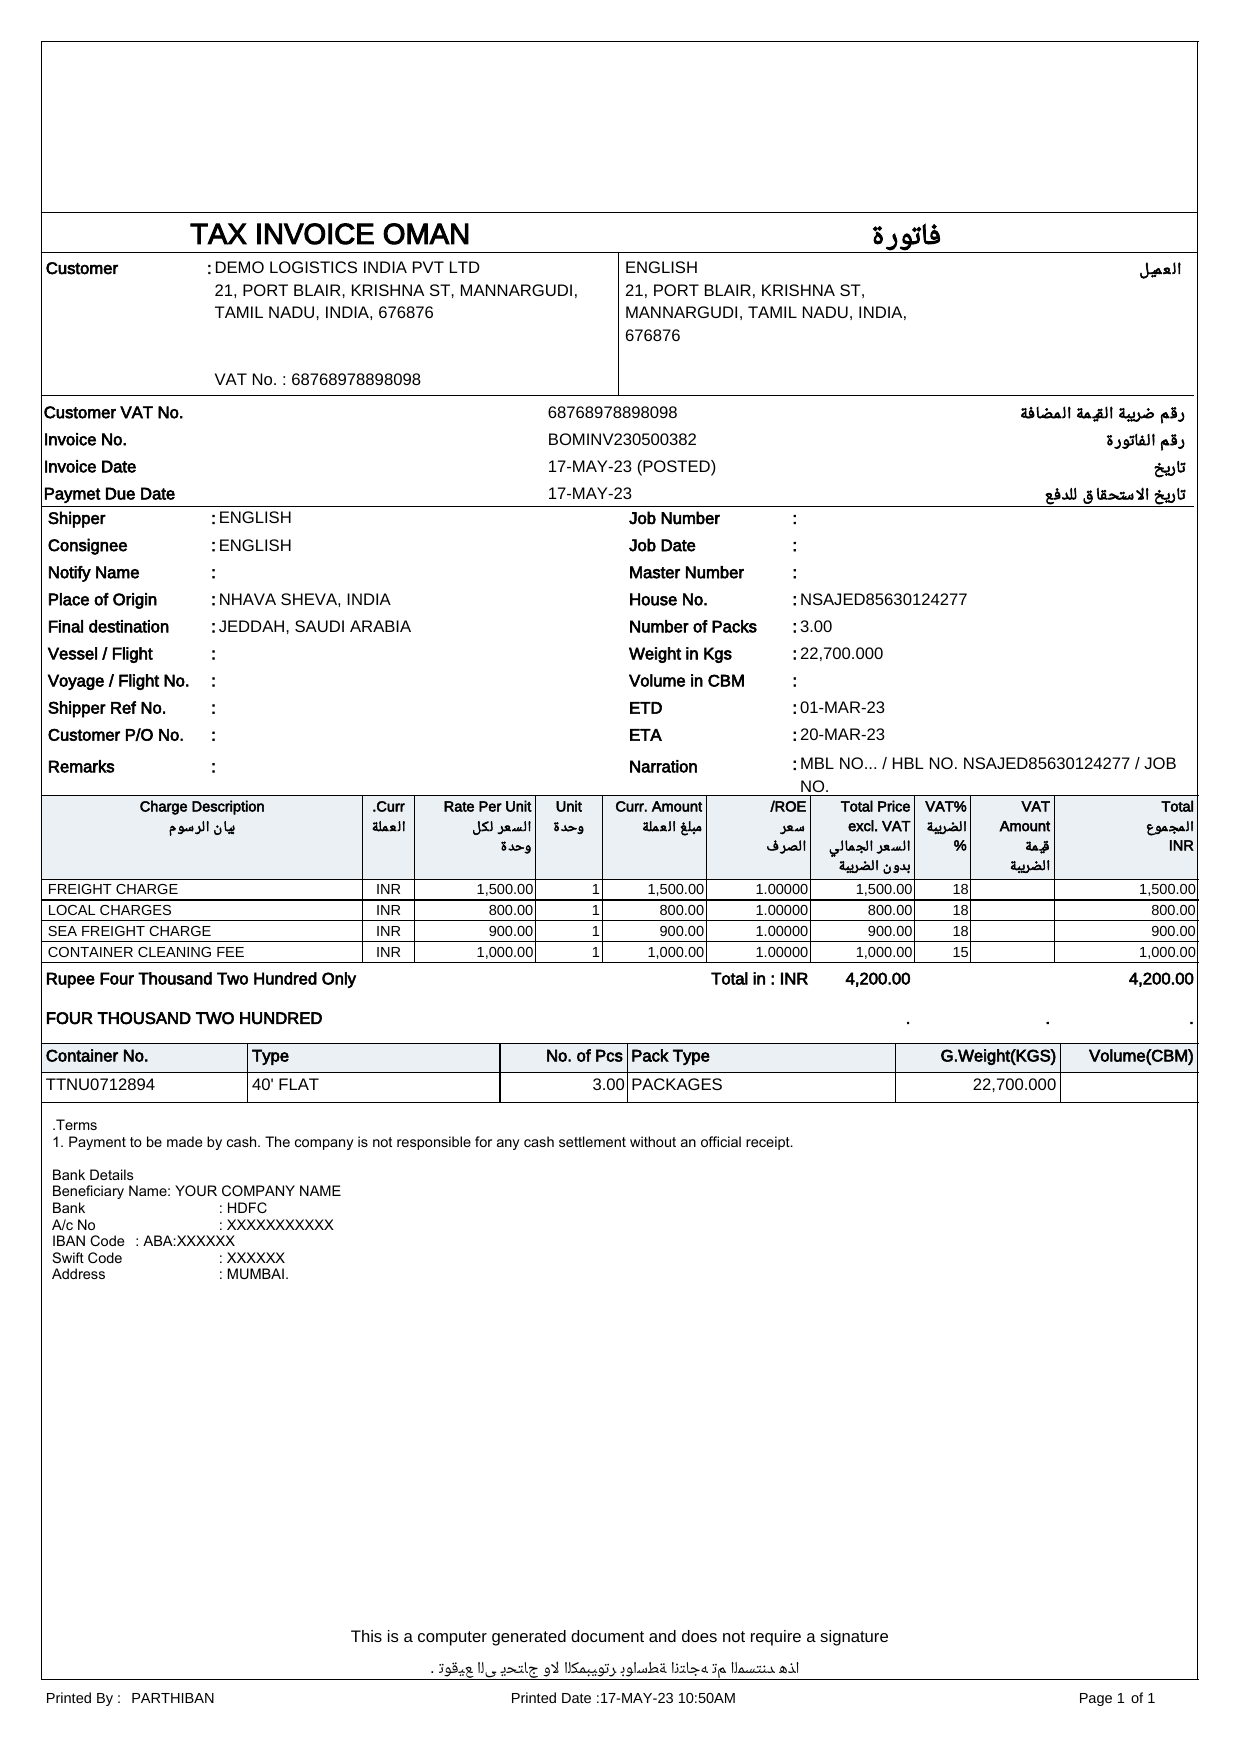 TAX INVOICE OMAN فاتورة
Customer : DEMO LOGISTICS INDIA PVT LTD ENGLISH العميل
21, PORT BLAIR, KRISHNA ST, MANNARGUDI, 21, PORT BLAIR, KRISHNA ST,
TAMIL NADU, INDIA, 676876 MANNARGUDI, TAMIL NADU, INDIA,
676876
VAT No. : 68768978898098
Customer VAT No. 68768978898098 رقم ضريبة القيمة المضافة
Invoice No. BOMINV230500382 رقم الفاتورة
Invoice Date 17-MAY-23 (POSTED) تاريخ
Paymet Due Date 17-MAY-23 تاريخ الاستحقاق للدفع
Shipper : ENGLISH Job Number :
Consignee : ENGLISH Job Date :
Notify Name : Master Number :
Place of Origin : NHAVA SHEVA, INDIA House No. : NSAJED85630124277
Final destination : JEDDAH, SAUDI ARABIA Number of Packs : 3.00
Vessel / Flight : Weight in Kgs : 22,700.000
Voyage / Flight No. : Volume in CBM :
Shipper Ref No. : ETD : 01-MAR-23
Customer P/O No. : ETA : 20-MAR-23
Remarks : Narration : MBL NO... / HBL NO. NSAJED85630124277 / JOB
NO.
Charge Description .Curr Rate Per Unit Unit Curr. Amount /ROE Total Price VAT% VAT Total
بيان الرسوم العملة السعر لكل وحدة مبلغ العملة سعر excl. VAT الضريبة Amount المجموع
وحدة الصرف السعر الجمالي % قيمة INR
بدون الضريبة الضريبة
FREIGHT CHARGE INR 1,500.00 1 1,500.00 1.00000 1,500.00 18 1,500.00
LOCAL CHARGES INR 800.00 1 800.00 1.00000 800.00 18 800.00
SEA FREIGHT CHARGE INR 900.00 1 900.00 1.00000 900.00 18 900.00
CONTAINER CLEANING FEE INR 1,000.00 1 1,000.00 1.00000 1,000.00 15 1,000.00
Rupee Four Thousand Two Hundred Only Total in : INR 4,200.00 4,200.00
FOUR THOUSAND TWO HUNDRED . . .
Container No. Type No. of Pcs Pack Type G.Weight(KGS) Volume(CBM)
TTNU0712894 40' FLAT 3.00 PACKAGES 22,700.000
.Terms
1. Payment to be made by cash. The company is not responsible for any cash settlement without an official receipt.
Bank Details
Beneficiary Name: YOUR COMPANY NAME
Bank : HDFC
A/c No : XXXXXXXXXXX
IBAN Code : ABA:XXXXXX
Swift Code : XXXXXX
Address : MUMBAI.
This is a computer generated document and does not require a signature
اذه دنتسملا مت هجاتنا ةطساوب رتويبمكلا الو جاتحي ىلا عيقوت .
Printed By : PARTHIBAN Printed Date :17-MAY-23 10:50AM Page 1 of 1